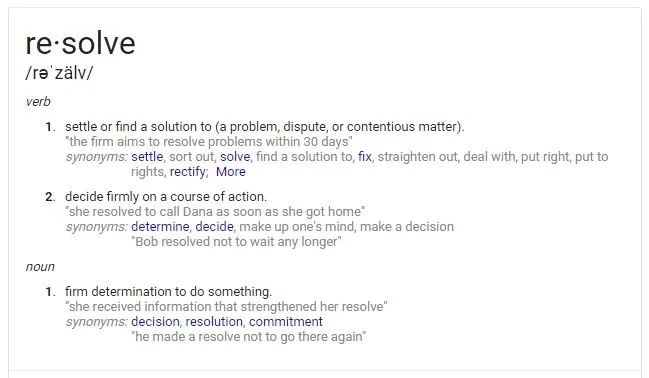 re·solve
/rəˈzälv/
verb
1. settle or find a solution to (a problem, dispute, or contentious matter).
"the firm aims to resolve problems within 30 days"
synonyms: settle, sort out, solve, find a solution to, fix, straighten out, deal with, put right, put to
rights, rectify; More
2. decide firmly on a course of action.
"she resolved to call Dana as soon as she got home"
synonyms: determine, decide, make up one's mind, make a decision
"Bob resolved not to wait any longer"
noun
1. firm determination to do something.
"she received information that strengthened her resolve"
synonyms: decision, resolution, commitment
"he made a resolve not to go there again"